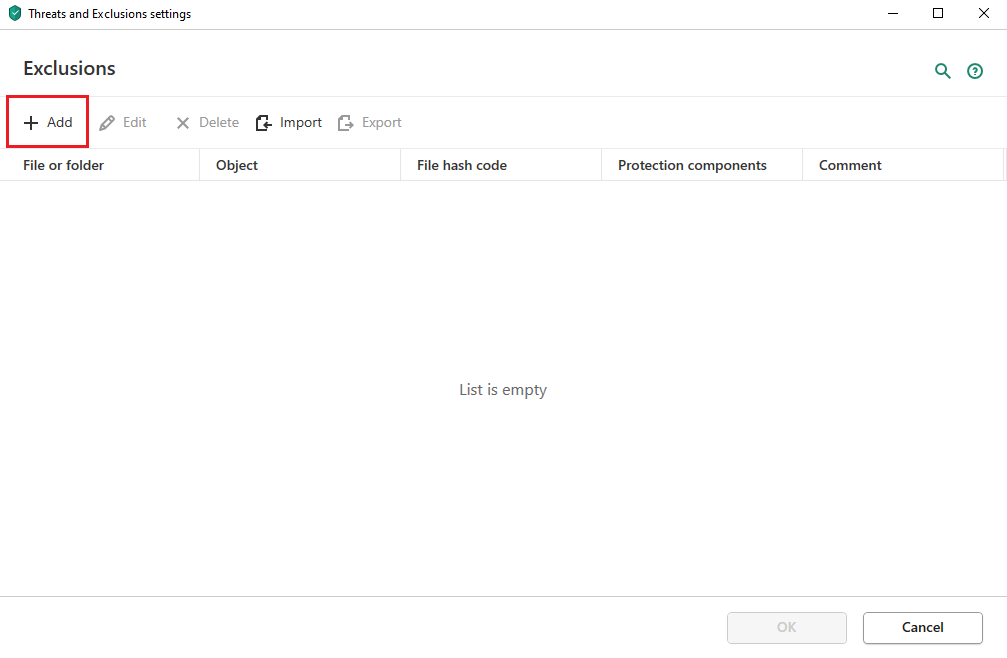 Threats and Exclusions settings
Exclusions
Add Edit Delete Import Export
File or folder Object File hash code Protection components Comment
List is empty
OK Cancel